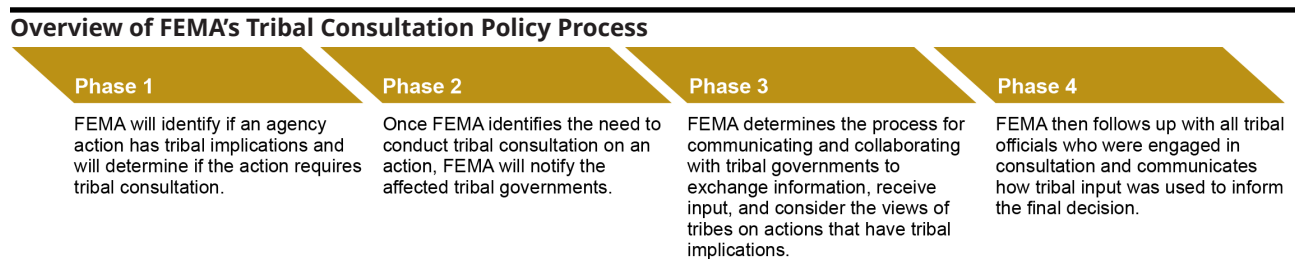 Overview of FEMA's Tribal Consultation Policy Process
Phase 1
FEMA will identify if an agency
action has tribal implications and
will determine if the action requires
tribal consultation.
Phase 2
Once FEMA identifies the need to
conduct tribal consultation on an
action, FEMA will notify the
affected tribal governments.
Phase 3
FEMA determines the process for
communicating and collaborating
with tribal governments to
exchange information, receive
input, and consider the views of
tribes on actions that have tribal
implications.
Phase 4
FEMA then follows up with all tribal
officials who were engaged in
consultation and communicates
how tribal input was used to inform
the final decision.